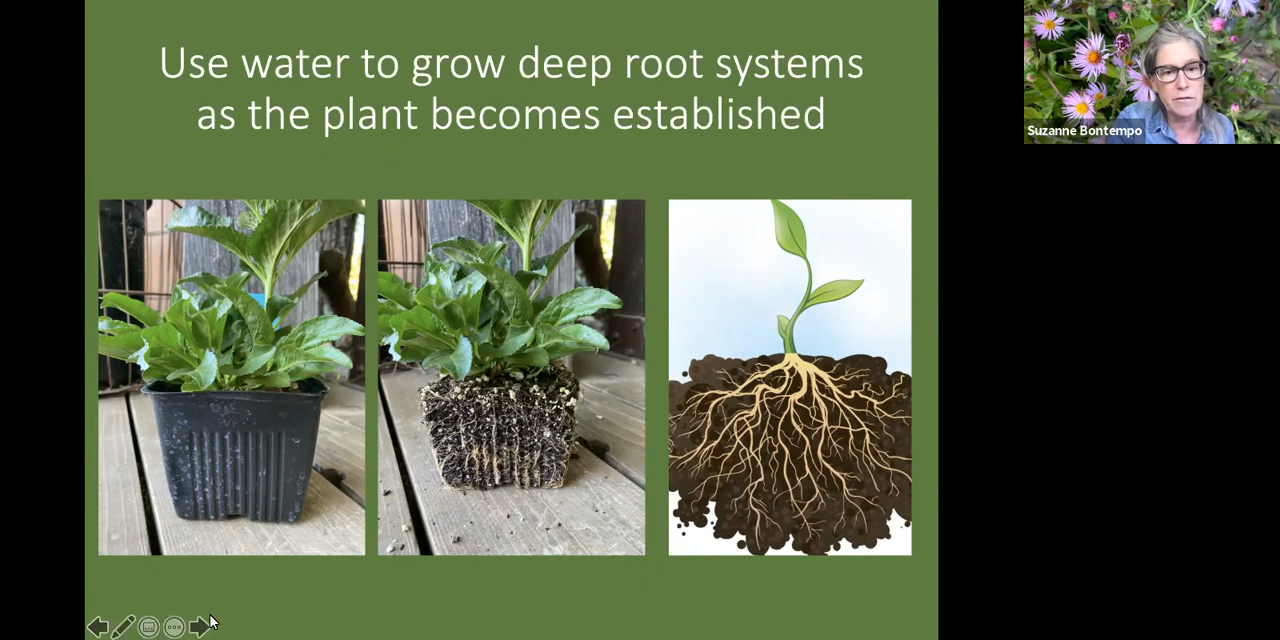 Use water to grow deep root systems
as the plant becomes established
Suzanne Bontempo